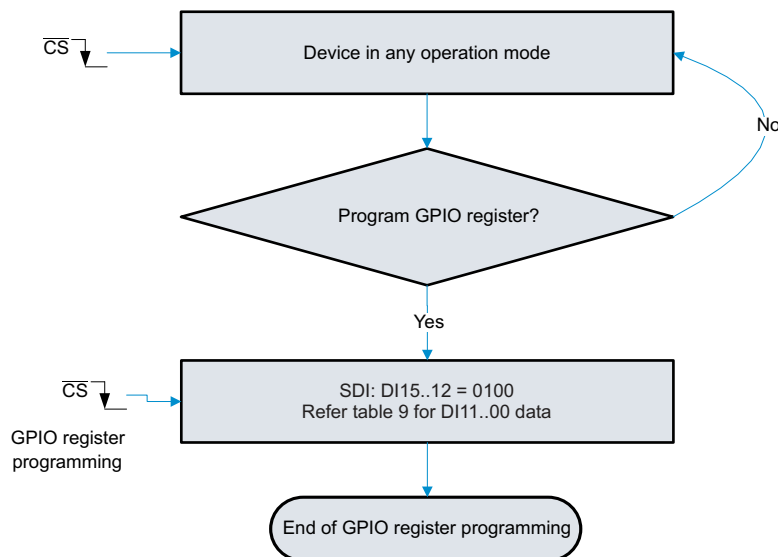 CS
Device in any operation mode
No
Program GPIO register?
Yes
CS
SDI: DI15..12 = 0100
Refer table 9 for DI11..00 data
GPIO register
programming
End of GPIO register programming